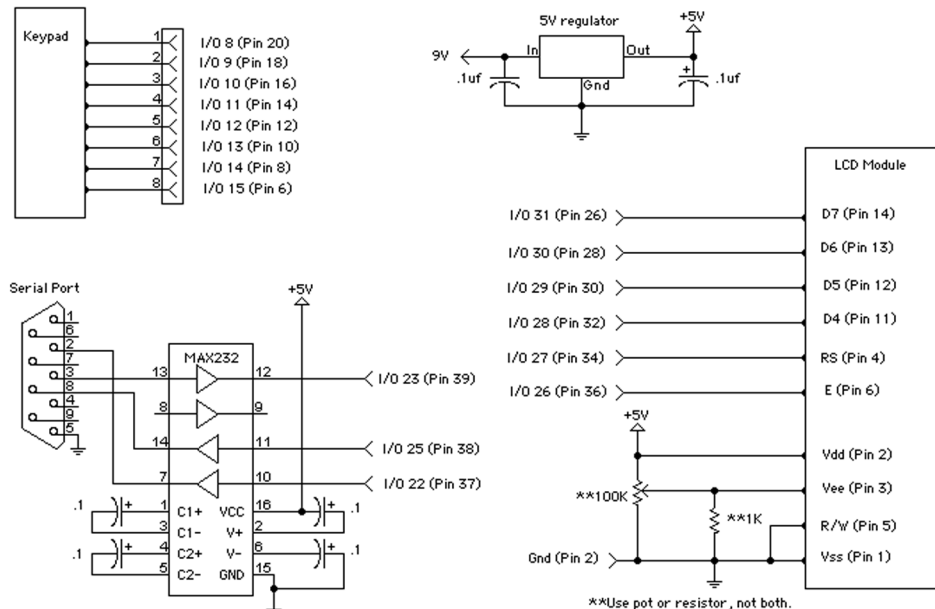 Keypad
1 I/O 8 (Pin 20)
2 I/O 9 (Pin 18)
3 I/O 10 (Pin 16)
4 I/O 11 (Pin 14)
5 I/O 12 (Pin 12)
6 I/O 13 (Pin 10)
7 I/O 14 (Pin 8)
8 I/O 15 (Pin 6)
5V regulator
+5V
9V
In
Out
Gnd
.1uf
+
.1uf
LCD Module
I/O 31 (Pin 26) D7 (Pin 14)
I/O 30 (Pin 28) D6 (Pin 13)
I/O 29 (Pin 30) D5 (Pin 12)
I/O 28 (Pin 32) D4 (Pin 11)
I/O 27 (Pin 34) RS (Pin 4)
I/O 26 (Pin 36) E (Pin 6)
+5V
Vdd (Pin 2)
**100K
Vee (Pin 3)
**1K
R/W (Pin 5)
Gnd (Pin 2)
Vss (Pin 1)
**Use pot or resistor, not both.
Serial Port
1
6
2
7
3
8
4
9
5
+5V
MAX232
13 12 I/O 23 (Pin 39)
8 9
14 11 I/O 25 (Pin 38)
7 10 I/O 22 (Pin 37)
.1 + 1 C1+ VCC 16 + .1
3 C1- V+ 2
.1 + 4 C2+ V- 6 + .1
5 C2- GND 15